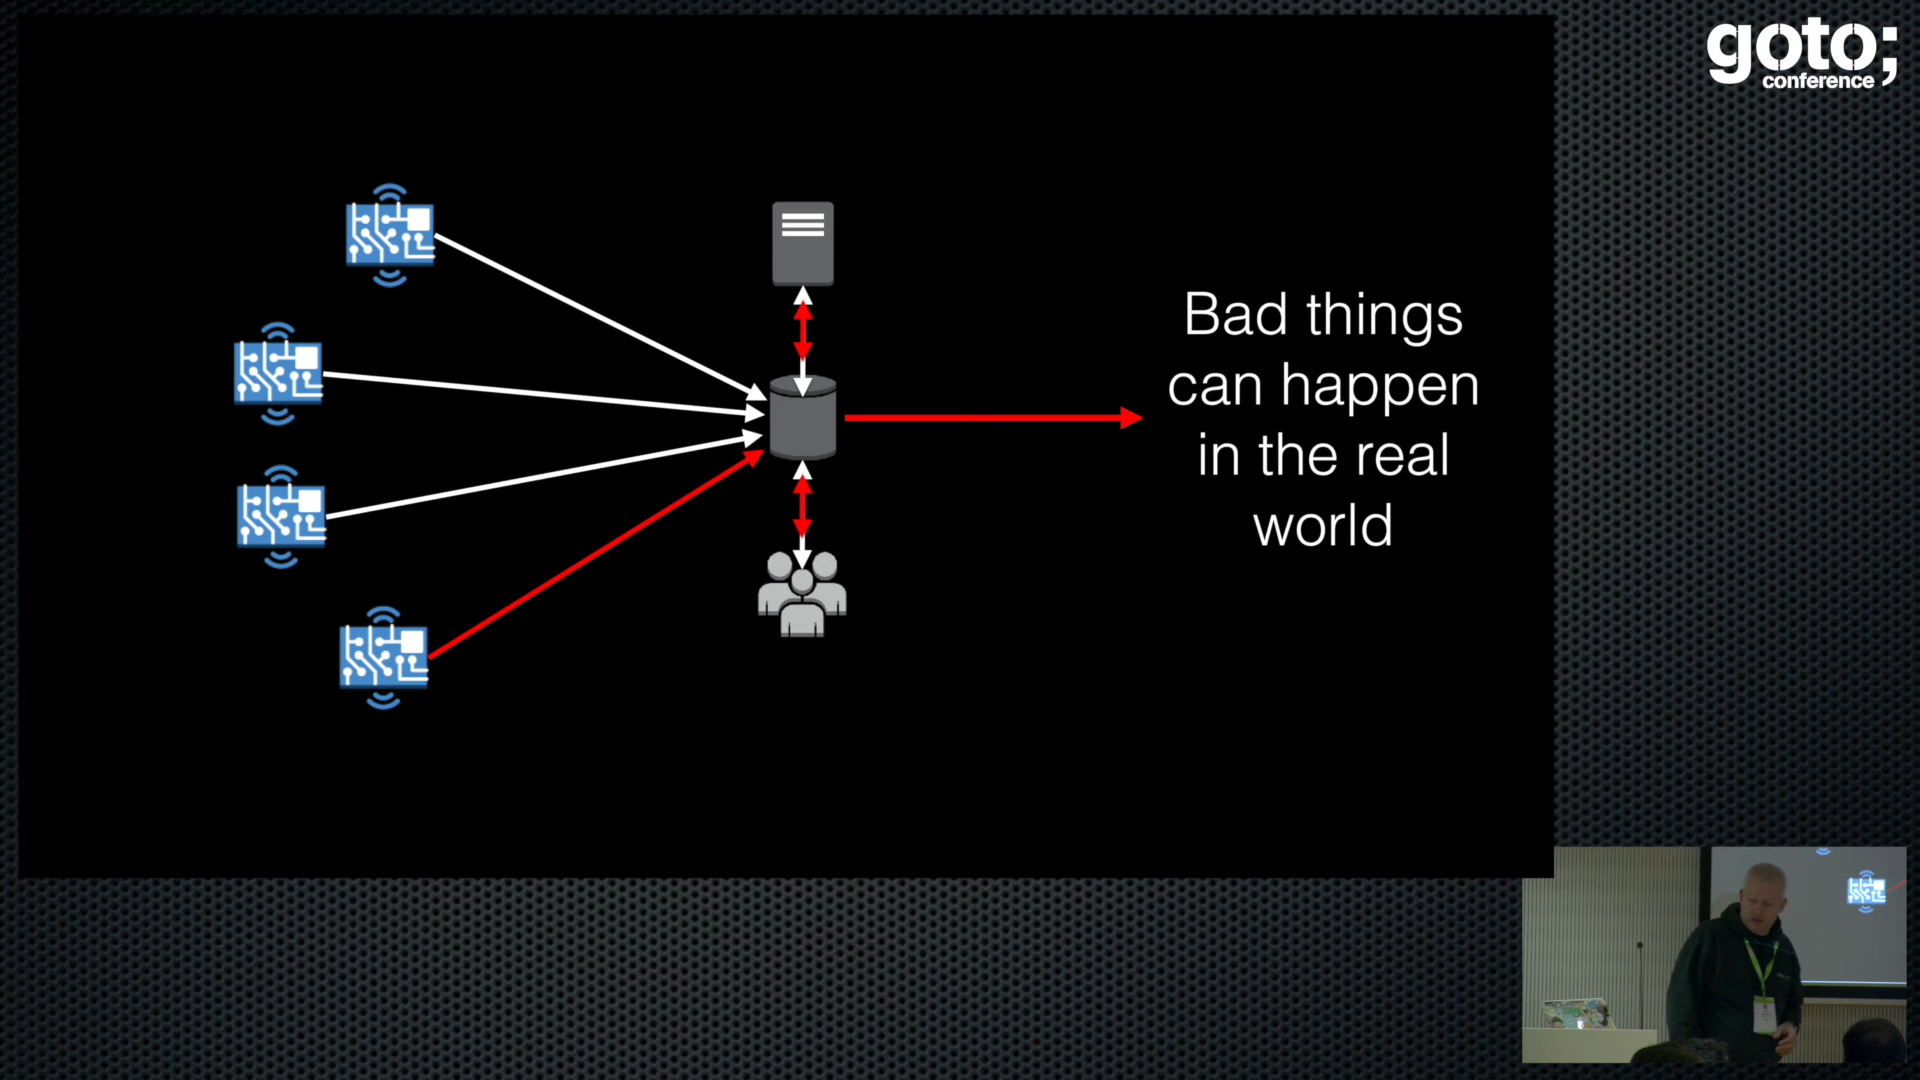 goto;
conference
Bad things
can happen
in the real
world